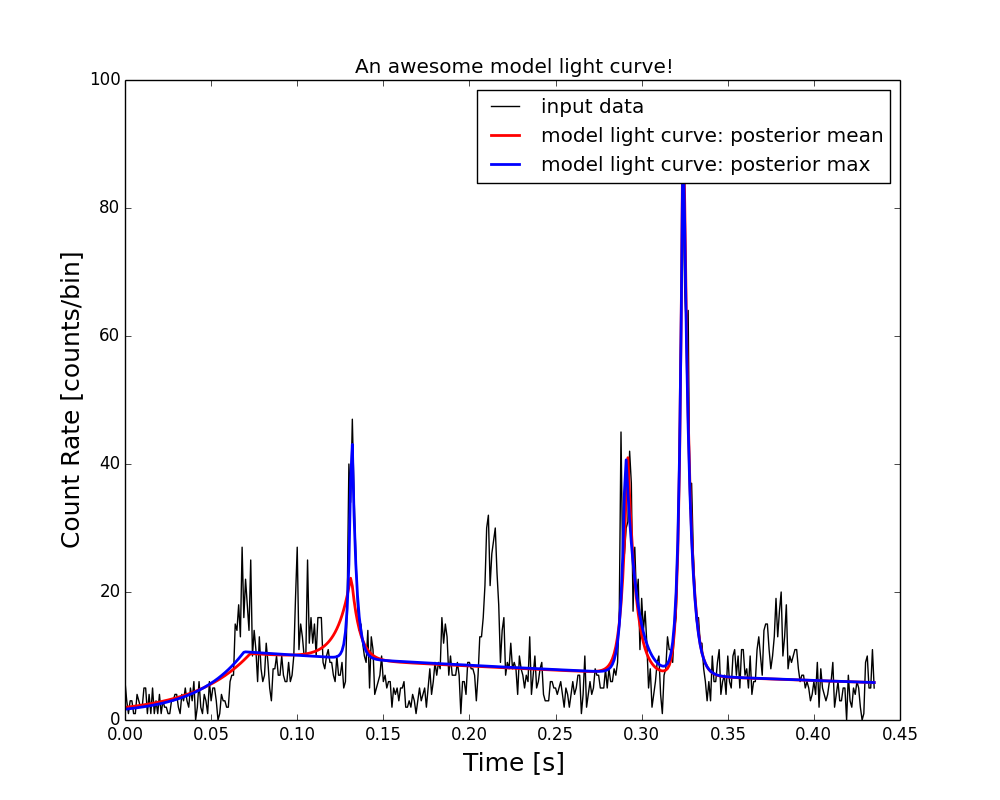 An awesome model light curve!
100
80
60
40
20
0
Count Rate [counts/bin]
input data
model light curve: posterior mean
model light curve: posterior max
0.00 0.05 0.10 0.15 0.20 0.25 0.30 0.35 0.40 0.45
Time [s]